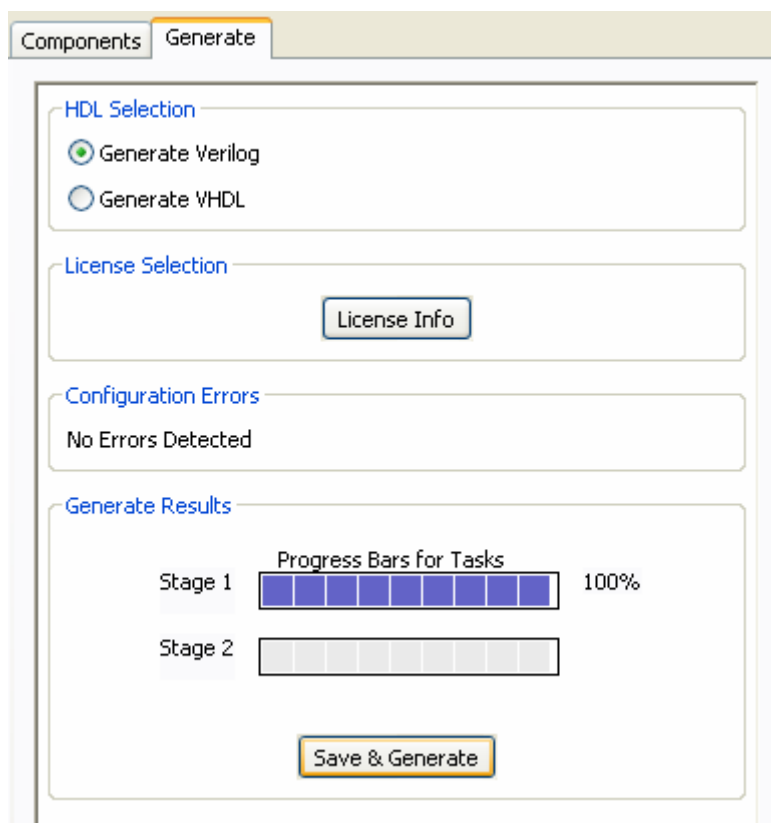 Components Generate
HDL Selection
Generate Verilog
Generate VHDL
License Selection
License Info
Configuration Errors
No Errors Detected
Generate Results
Progress Bars for Tasks
Stage 1 100%
Stage 2
Save & Generate